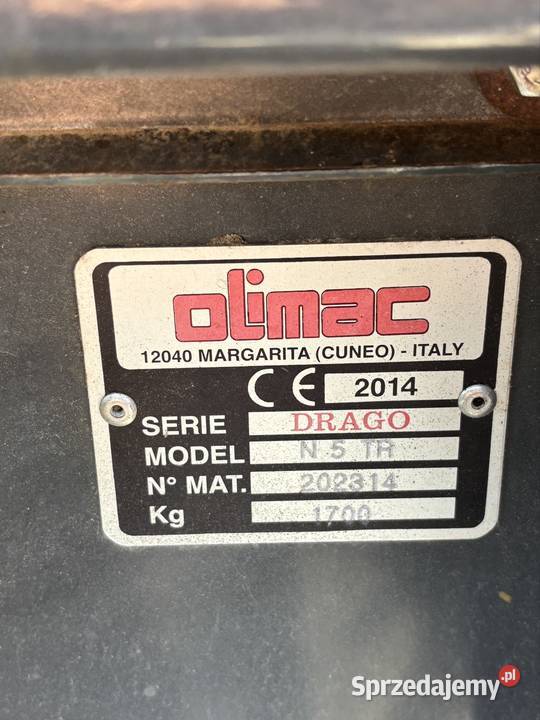 olimac
12040 MARGARITA (CUNEO) - ITALY
CE 2014
SERIE DRAGO
MODEL N 5 TR
N° MAT. 202314
Kg 1700
Sprzedajemy.pl